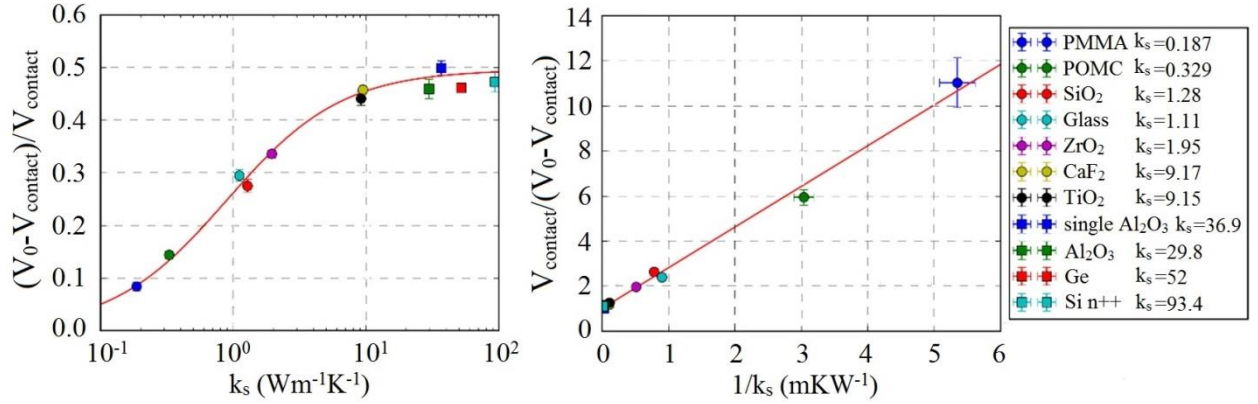 0.6
0.5
0.4
0.3
0.2
0.1
0.0
(V₀-V_contact)/V_contact
10⁻¹ 10⁰ 10¹ 10²
kₛ (Wm⁻¹K⁻¹)
14
12
10
8
6
4
2
0
V_contact/(V₀-V_contact)
0 1 2 3 4 5 6
1/kₛ (mKW⁻¹)
PMMA kₛ=0.187
POMC kₛ=0.329
SiO₂ kₛ=1.28
Glass kₛ=1.11
ZrO₂ kₛ=1.95
CaF₂ kₛ=9.17
TiO₂ kₛ=9.15
single Al₂O₃ kₛ=36.9
Al₂O₃ kₛ=29.8
Ge kₛ=52
Si n++ kₛ=93.4